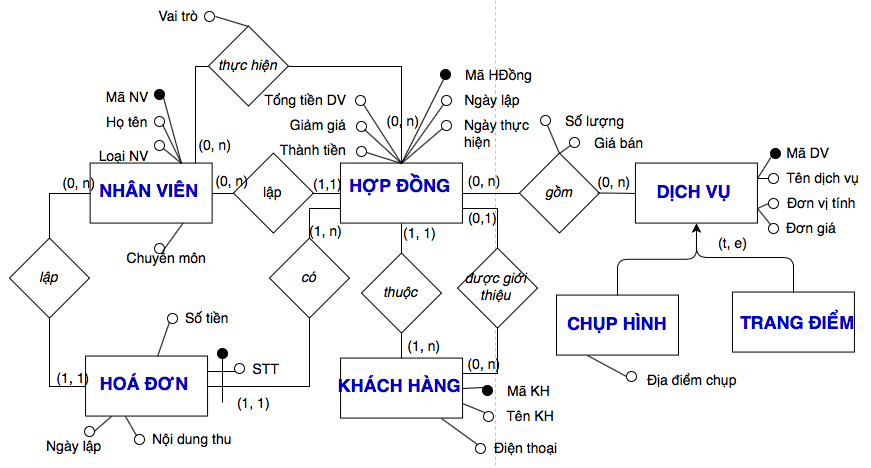 Vai trò
thực hiện
Mã NV
Họ tên
Loại NV
(0, n)
Tổng tiền DV
Giảm giá
Thành tiền
(0, n)
Mã HĐồng
Ngày lập
Ngày thực
hiện
Số lượng
Giá bán
Mã DV
Tên dịch vụ
Đơn vị tính
Đơn giá
(0, n)
NHÂN VIÊN
(0, n)
lập
(1,1)
HỢP ĐỒNG
(0, n)
gồm
(0, n)
DỊCH VỤ
(1, n)
(1, 1)
(0,1)
(t, e)
Chuyên môn
lập
có
thuộc
được giới
thiệu
CHỤP HÌNH
TRANG ĐIỂM
Số tiền
(1, n)
(0, n)
STT
(1, 1)
HOÁ ĐƠN
(1, 1)
KHÁCH HÀNG
Mã KH
Tên KH
Địa điểm chụp
Ngày lập
Nội dung thu
Điện thoại